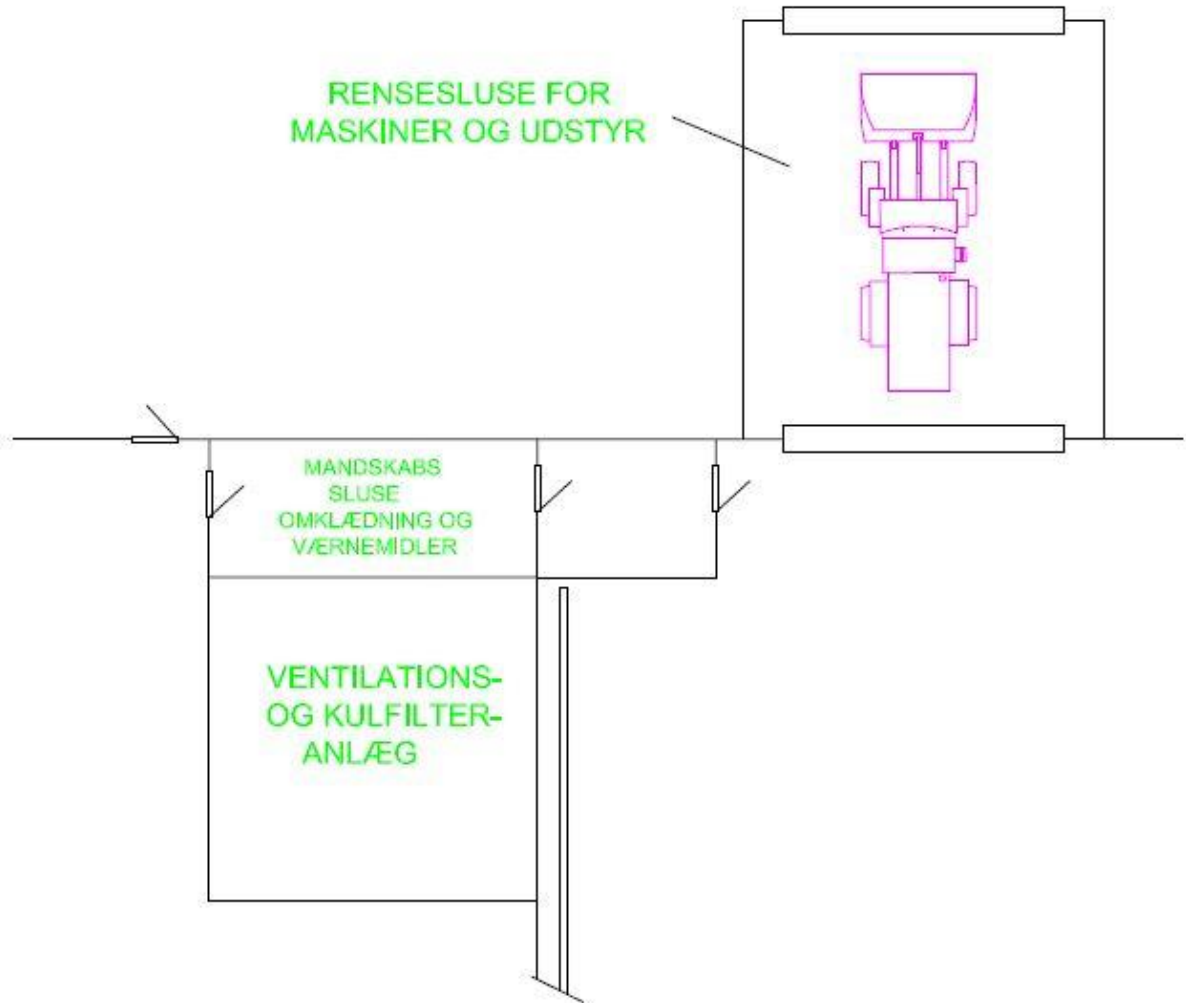 RENSESLUSE FOR
MASKINER OG UDSTYR
MANDSKABS
SLUSE
OMKLÆDNING OG
VÆRNEMIDLER
VENTILATIONS-
OG KULFILTER-
ANLÆG